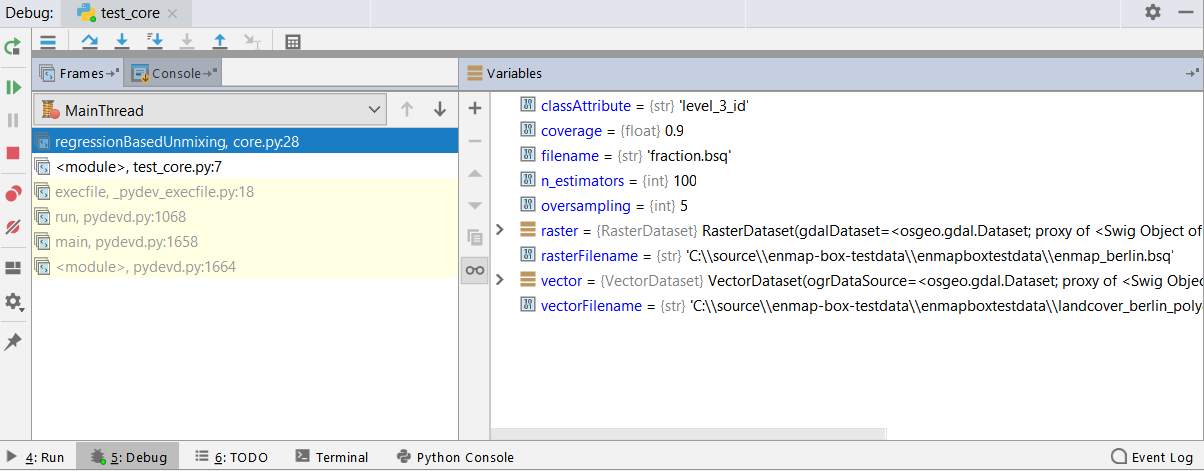 Debug: test_core
Frames Console Variables
MainThread
regressionBasedUnmixing, core.py:28
<module>, test_core.py:7
execfile, _pydev_execfile.py:18
run, pydevd.py:1068
main, pydevd.py:1658
<module>, pydevd.py:1664
classAttribute = {str} 'level_3_id'
coverage = {float} 0.9
filename = {str} 'fraction.bsq'
n_estimators = {int} 100
oversampling = {int} 5
raster = {RasterDataset} RasterDataset(gdalDataset=<osgeo.gdal.Dataset; proxy of <Swig Object of
rasterFilename = {str} 'C:\\source\\enmap-box-testdata\\enmapboxtestdata\\enmap_berlin.bsq'
vector = {VectorDataset} VectorDataset(ogrDataSource=<osgeo.gdal.Dataset; proxy of <Swig Objec
vectorFilename = {str} 'C:\\source\\enmap-box-testdata\\enmapboxtestdata\\landcover_berlin_poly
4: Run 5: Debug 6: TODO Terminal Python Console Event Log